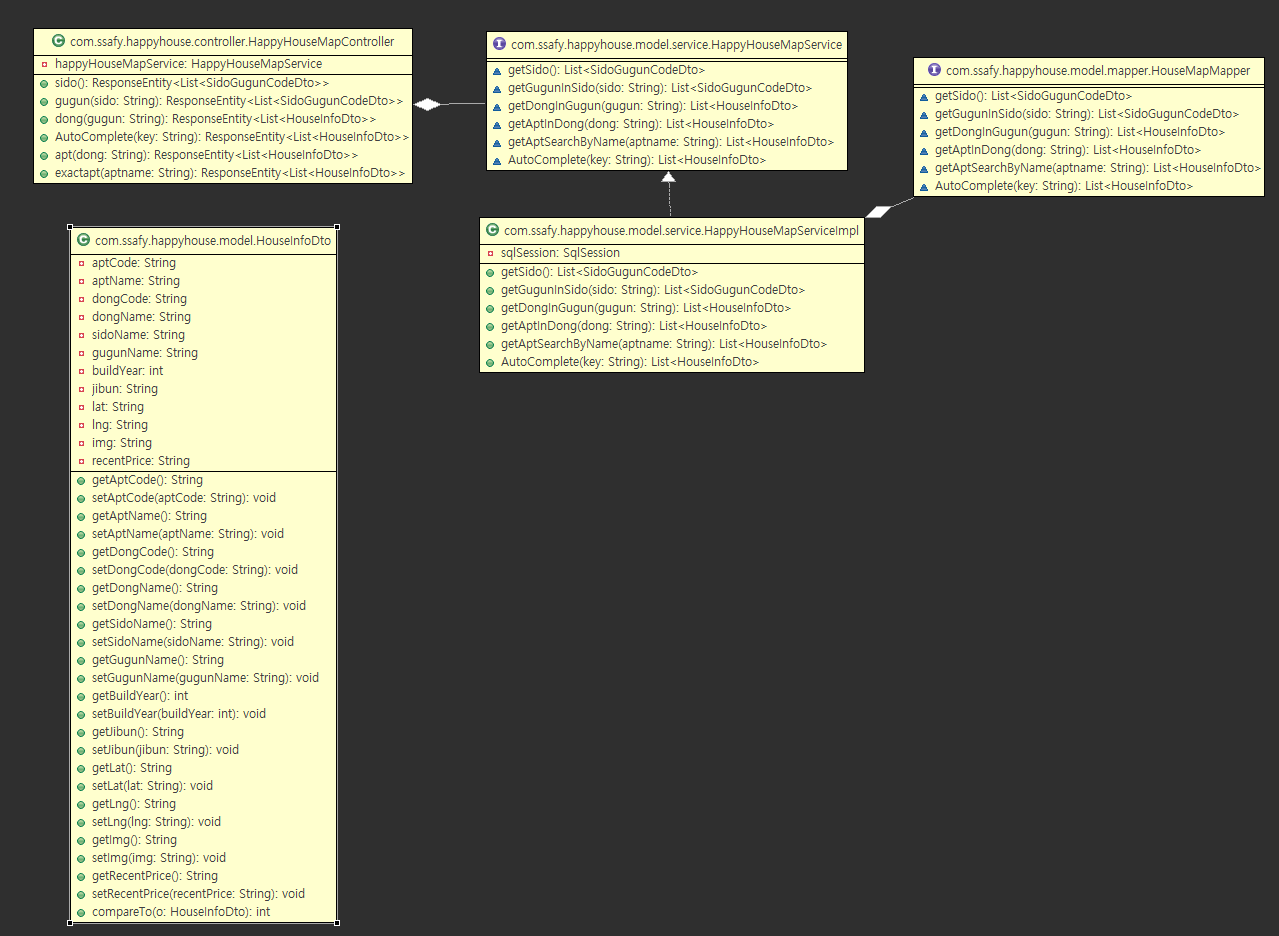 com.ssafy.happyhouse.controller.HappyHouseMapController
happyHouseMapService: HappyHouseMapService
sido(): ResponseEntity<List<SidoGugunCodeDto>>
gugun(sido: String): ResponseEntity<List<SidoGugunCodeDto>>
dong(gugun: String): ResponseEntity<List<HouseInfoDto>>
AutoComplete(key: String): ResponseEntity<List<HouseInfoDto>>
apt(dong: String): ResponseEntity<List<HouseInfoDto>>
exactapt(aptname: String): ResponseEntity<List<HouseInfoDto>>
com.ssafy.happyhouse.model.service.HappyHouseMapService
getSido(): List<SidoGugunCodeDto>
getGugunInSido(sido: String): List<SidoGugunCodeDto>
getDongInGugun(gugun: String): List<HouseInfoDto>
getAptInDong(dong: String): List<HouseInfoDto>
getAptSearchByName(aptname: String): List<HouseInfoDto>
AutoComplete(key: String): List<HouseInfoDto>
com.ssafy.happyhouse.model.mapper.HouseMapMapper
getSido(): List<SidoGugunCodeDto>
getGugunInSido(sido: String): List<SidoGugunCodeDto>
getDongInGugun(gugun: String): List<HouseInfoDto>
getAptInDong(dong: String): List<HouseInfoDto>
getAptSearchByName(aptname: String): List<HouseInfoDto>
AutoComplete(key: String): List<HouseInfoDto>
com.ssafy.happyhouse.model.service.HappyHouseMapServiceImpl
sqlSession: SqlSession
getSido(): List<SidoGugunCodeDto>
getGugunInSido(sido: String): List<SidoGugunCodeDto>
getDongInGugun(gugun: String): List<HouseInfoDto>
getAptInDong(dong: String): List<HouseInfoDto>
getAptSearchByName(aptname: String): List<HouseInfoDto>
AutoComplete(key: String): List<HouseInfoDto>
com.ssafy.happyhouse.model.HouseInfoDto
aptCode: String
aptName: String
dongCode: String
dongName: String
sidoName: String
gugunName: String
buildYear: int
jibun: String
lat: String
lng: String
img: String
recentPrice: String
getAptCode(): String
setAptCode(aptCode: String): void
getAptName(): String
setAptName(aptName: String): void
getDongCode(): String
setDongCode(dongCode: String): void
getDongName(): String
setDongName(dongName: String): void
getSidoName(): String
setSidoName(sidoName: String): void
getGugunName(): String
setGugunName(gugunName: String): void
getBuildYear(): int
setBuildYear(buildYear: int): void
getJibun(): String
setJibun(jibun: String): void
getLat(): String
setLat(lat: String): void
getLng(): String
setLng(lng: String): void
getImg(): String
setImg(img: String): void
getRecentPrice(): String
setRecentPrice(recentPrice: String): void
compareTo(o: HouseInfoDto): int